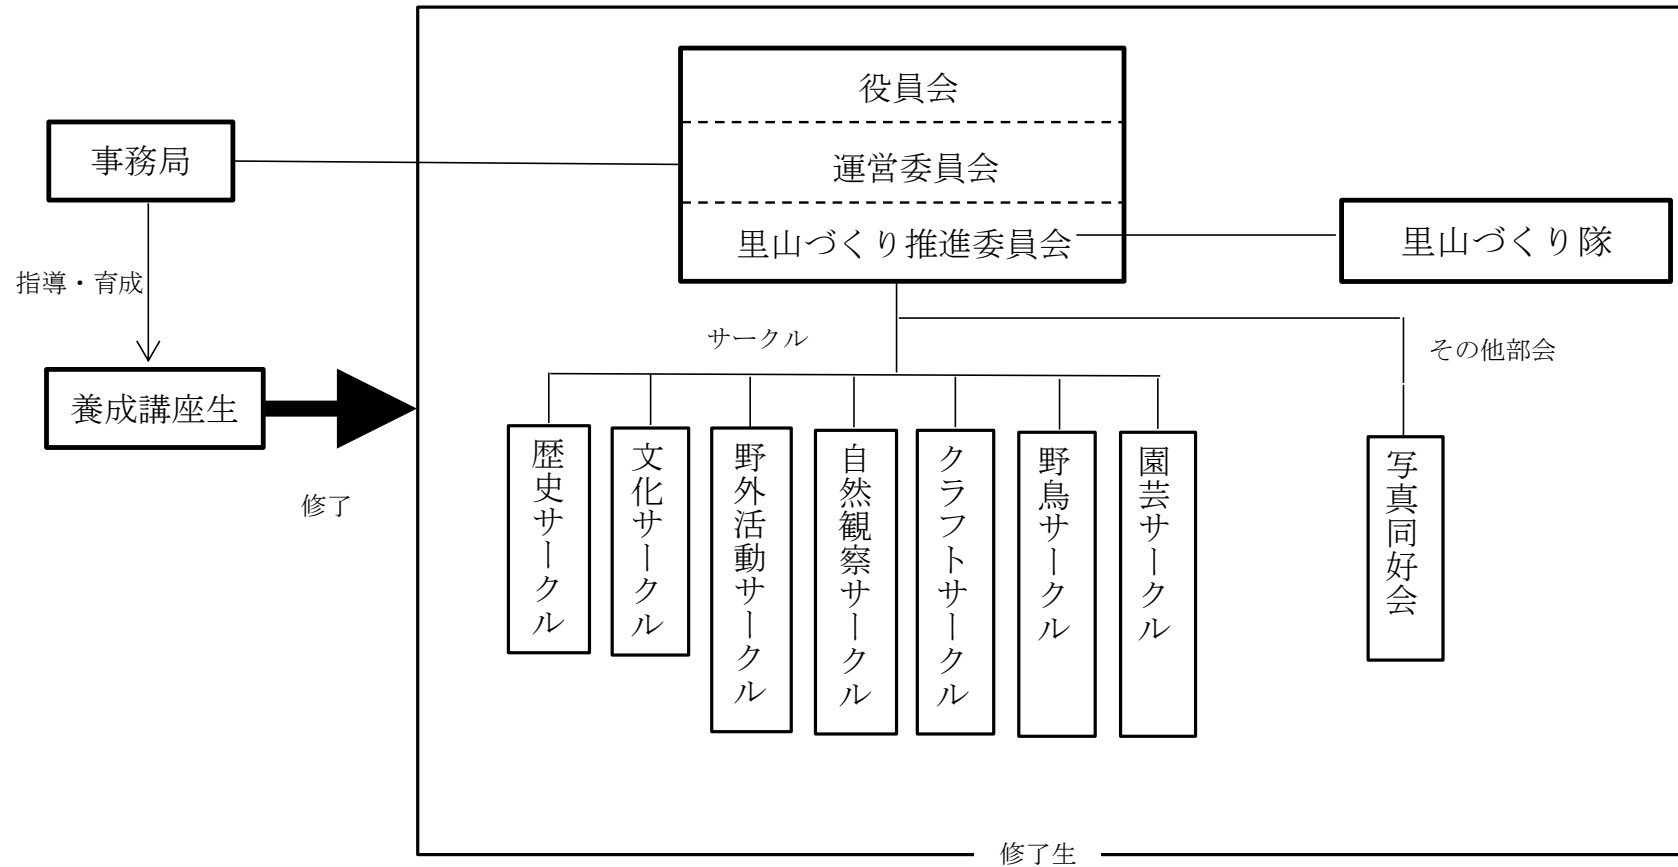 役員会
事務局
運営委員会
里山づくり推進委員会
里山づくり隊
指導・育成
サークル
その他部会
養成講座生
修了
歴史サークル
文化サークル
野外活動サークル
自然観察サークル
クラフトサークル
野鳥サークル
園芸サークル
写真同好会
修了生